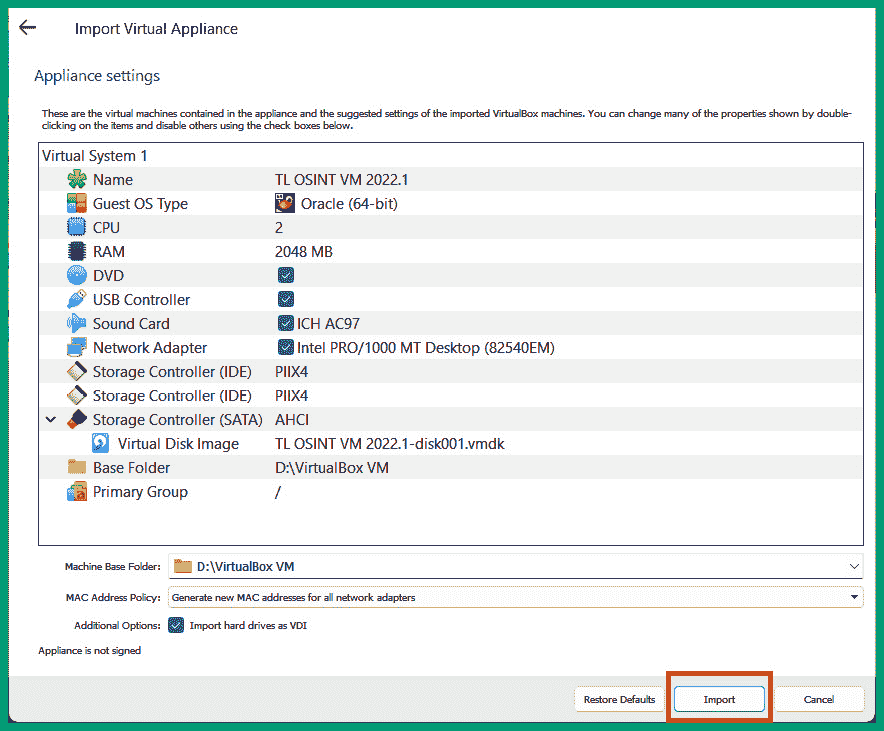 Import Virtual Appliance
Appliance settings
These are the virtual machines contained in the appliance and the suggested settings of the imported VirtualBox machines. You can change many of the properties shown by double-
clicking on the items and disable others using the check boxes below.
Virtual System 1
Name TL OSINT VM 2022.1
Guest OS Type Oracle (64-bit)
CPU 2
RAM 2048 MB
DVD
USB Controller
Sound Card ICH AC97
Network Adapter Intel PRO/1000 MT Desktop (82540EM)
Storage Controller (IDE) PIIX4
Storage Controller (IDE) PIIX4
Storage Controller (SATA) AHCI
Virtual Disk Image TL OSINT VM 2022.1-disk001.vmdk
Base Folder D:\VirtualBox VM
Primary Group /
Machine Base Folder: D:\VirtualBox VM
MAC Address Policy: Generate new MAC addresses for all network adapters
Additional Options: Import hard drives as VDI
Appliance is not signed
Restore Defaults Import Cancel